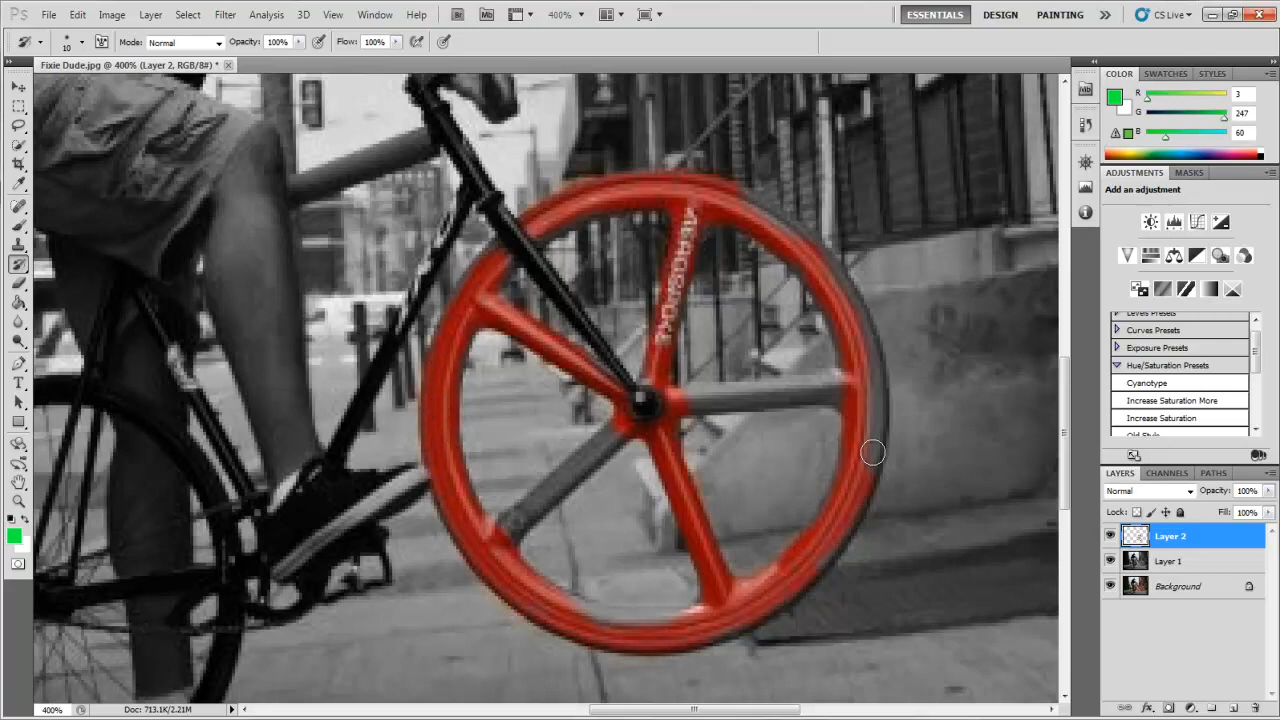 Ps File Edit Image Layer Select Filter Analysis 3D View Window Help Br Mb 400% ESSENTIALS DESIGN PAINTING CS Live
10 Mode: Normal Opacity: 100% Flow: 100%
Fixie Dude.jpg @ 400% (Layer 2, RGB/8#) *
COLOR SWATCHES STYLES
R 3
G 247
B 60
ADJUSTMENTS MASKS
Add an adjustment
Levels Presets
Curves Presets
Exposure Presets
Hue/Saturation Presets
Cyanotype
Increase Saturation More
Increase Saturation
Old Style
LAYERS CHANNELS PATHS
Normal Opacity: 100%
Lock: Fill: 100%
Layer 2
Layer 1
Background
400% Doc: 713.1K/2.21M